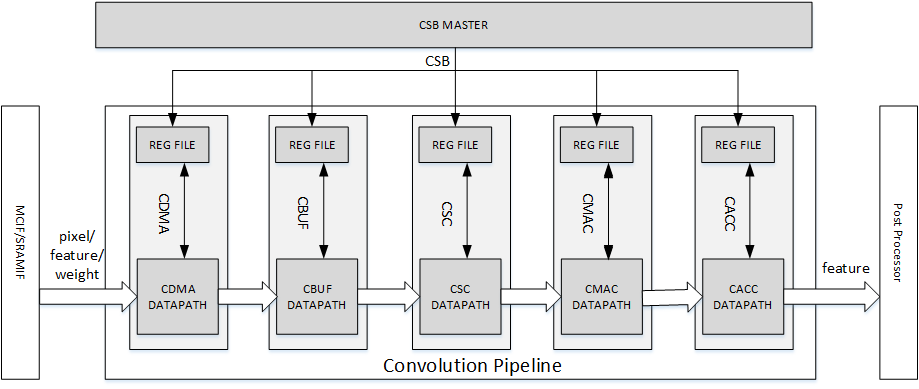 CSB MASTER
CSB
REG FILE
REG FILE
REG FILE
REG FILE
REG FILE
CDMA
CBUF
CSC
CMAC
CACC
MCIF/SRAMIF
pixel/
feature/
weight
CDMA
DATAPATH
CBUF
DATAPATH
CSC
DATAPATH
CMAC
DATAPATH
CACC
DATAPATH
feature
Post Processor
Convolution Pipeline